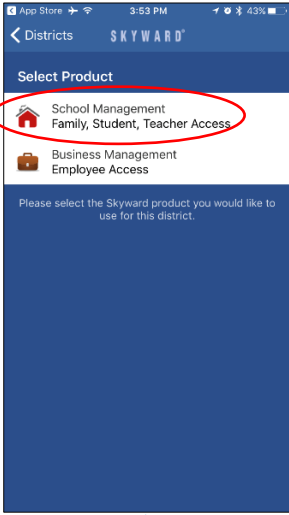 App Store 3:53 PM 43%
Districts SKYWARD
Select Product
School Management
Family, Student, Teacher Access
Business Management
Employee Access
Please select the Skyward product you would like to
use for this district.